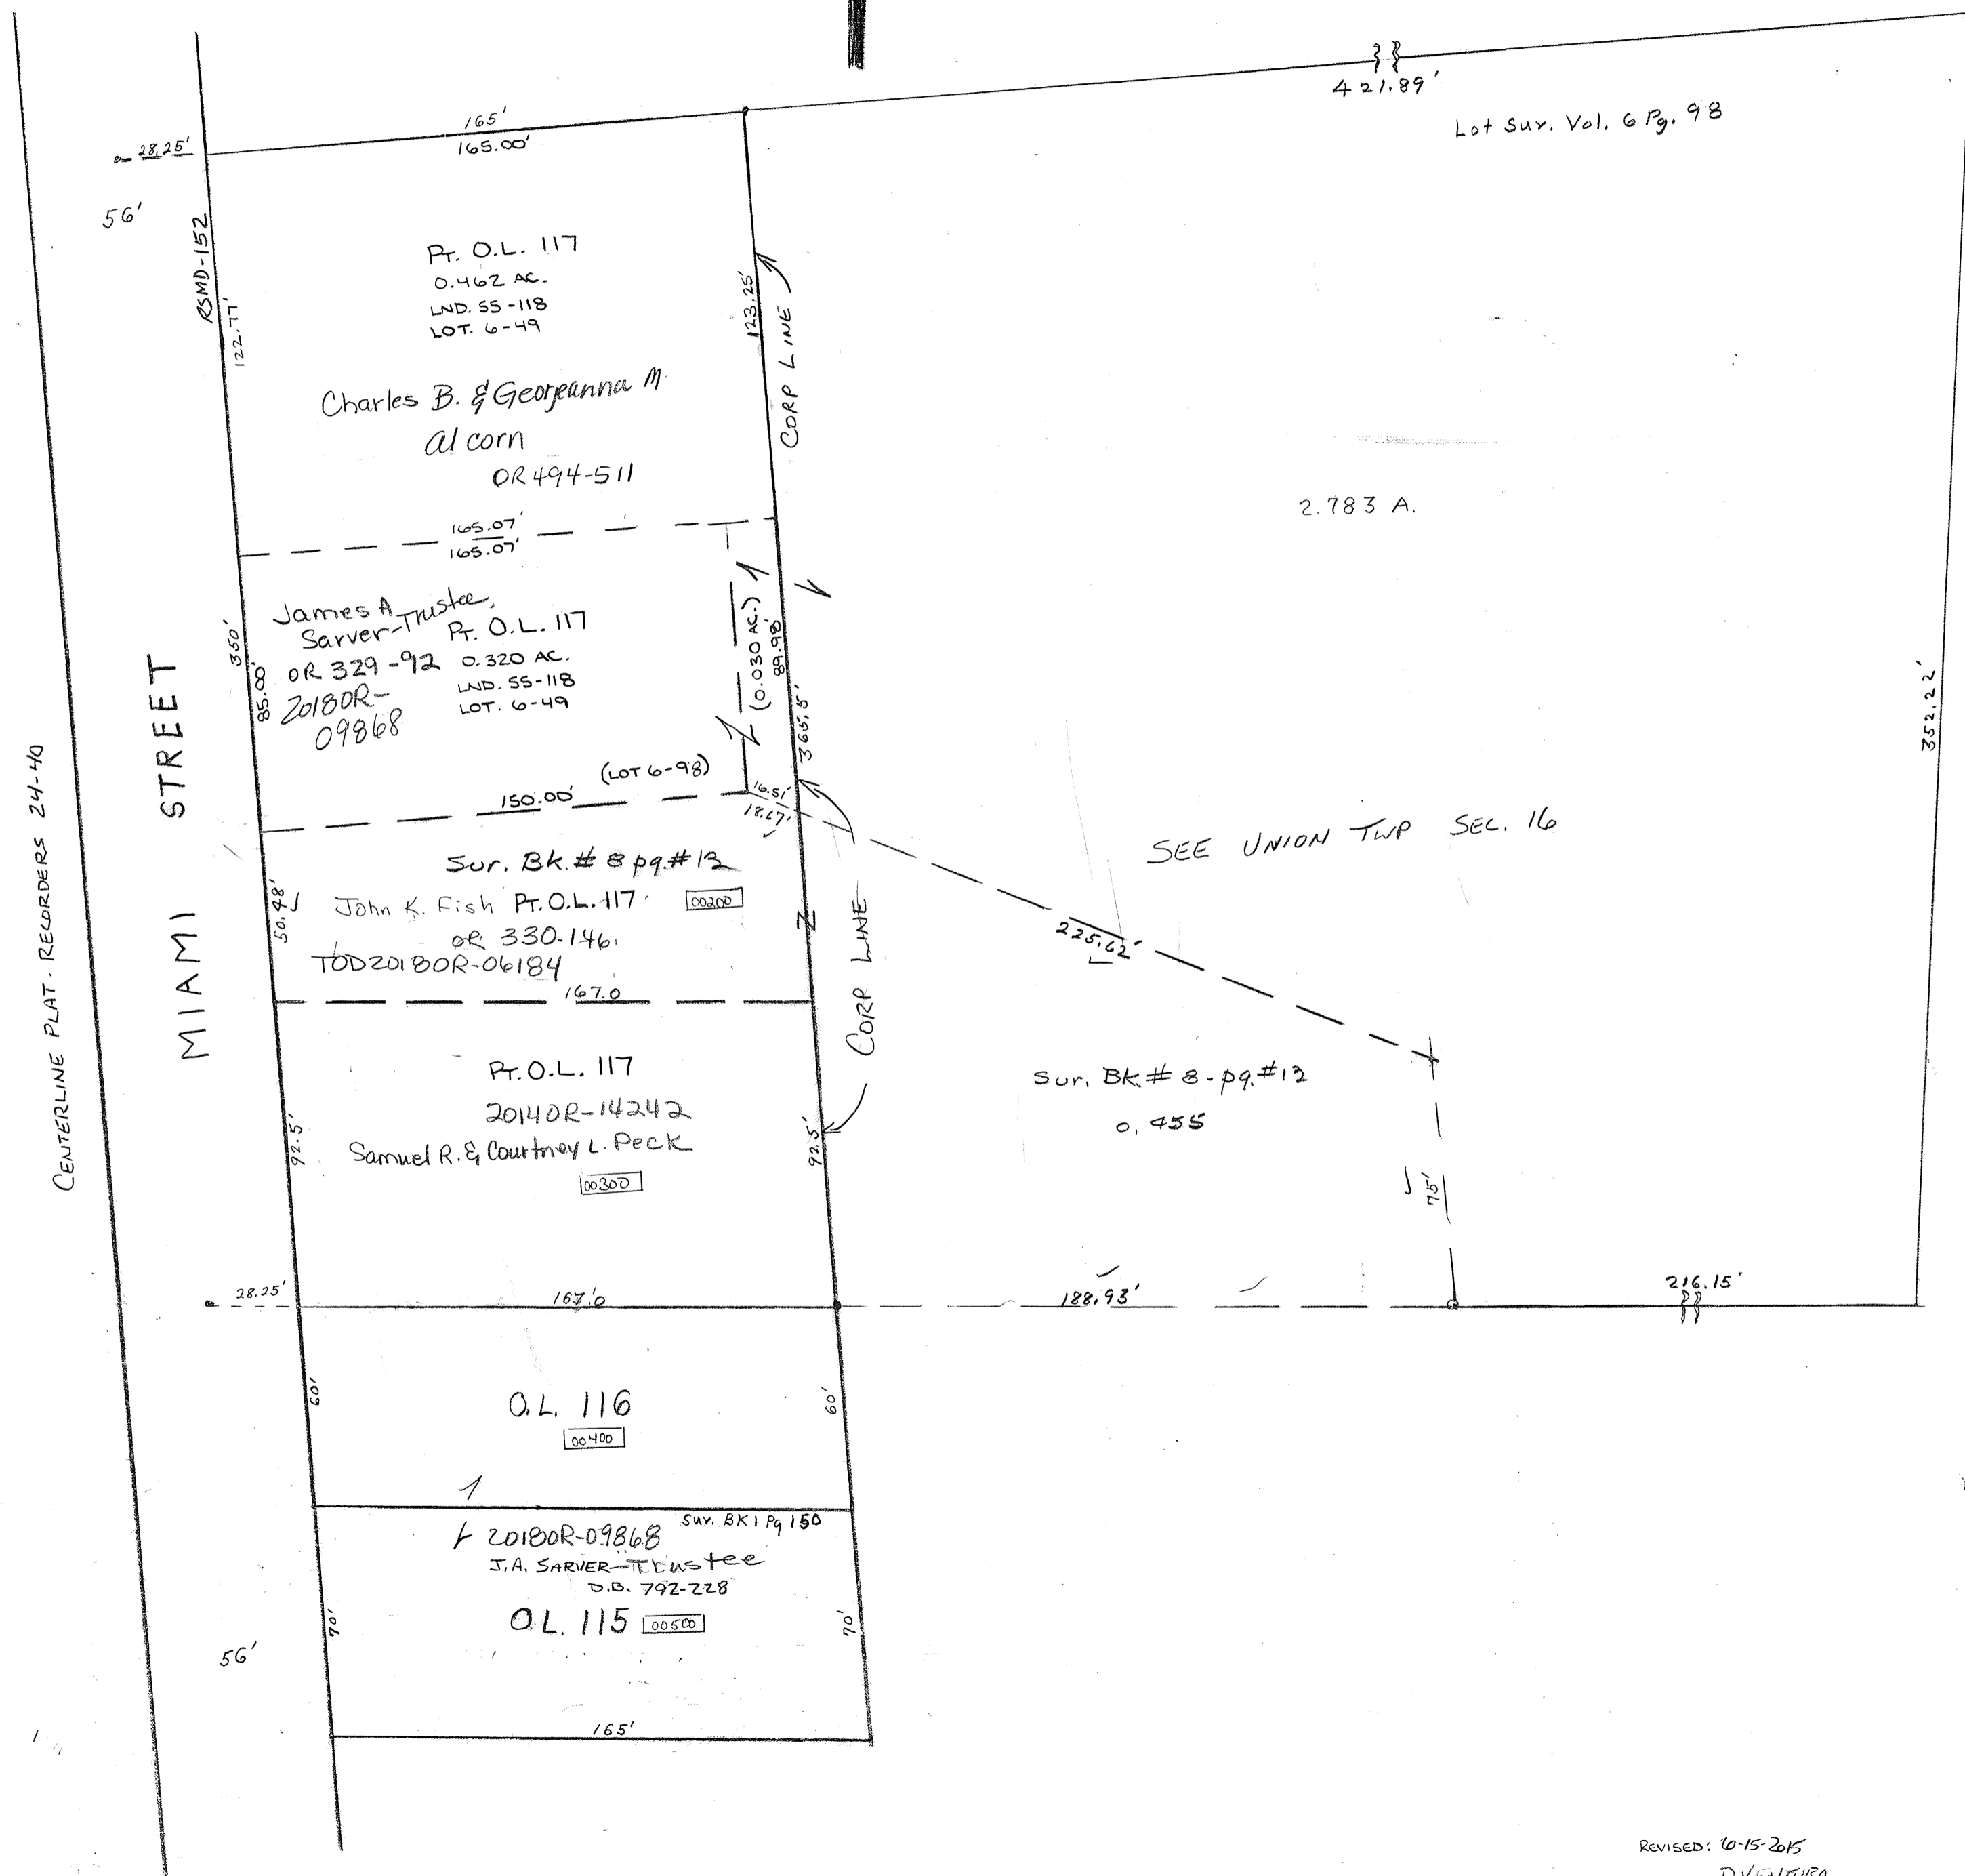 421.89'
Lot Sur. Vol. 6 Pg. 98
165'
165.00'
28.25'
56'
RSMD-152
122.77'
Pt. O.L. 117
0.462 AC.
LND. SS-118
LOT. 6-49
123.25'
CORP LINE
Charles B. & Georjeanna M.
Alcorn
OR 494-511
2.783 A.
165.07'
165.07'
James A
Sarver-Trustee,
OR 329-92
2018OR-
09868
Pt. O.L. 117
0.320 AC.
LND. SS-118
LOT. 6-49
350'
85.00'
(0.030 AC.)
89.98'
365.5'
352.22'
MIAMI STREET
CENTERLINE PLAT. RECORDERS 24-40
(LOT 6-98)
150.00'
16.51'
18.67'
SEE UNION TWP SEC. 16
Sur. Bk. # 8 pg. # 12
John K. Fish Pt. O.L. 117
00200
OR 330-146
TOD 2018OR-06184
50.48'
225.62'
CORP LINE
167.0
Pt. O.L. 117
2014OR-14242
Samuel R. & Courtney L. Peck
00300
92.5'
92.5'
Sur. BK # 8-pg. #12
0.455
75'
28.25'
167.0
188.93'
216.15'
60'
O.L. 116
00400
60'
Sur. BK 1 Pg 150
2018OR-09868
J.A. SARVER-Trustee
D.B. 792-228
O.L. 115
00500
70'
70'
56'
165'
REVISED: 6-15-2015
D. VENTURA